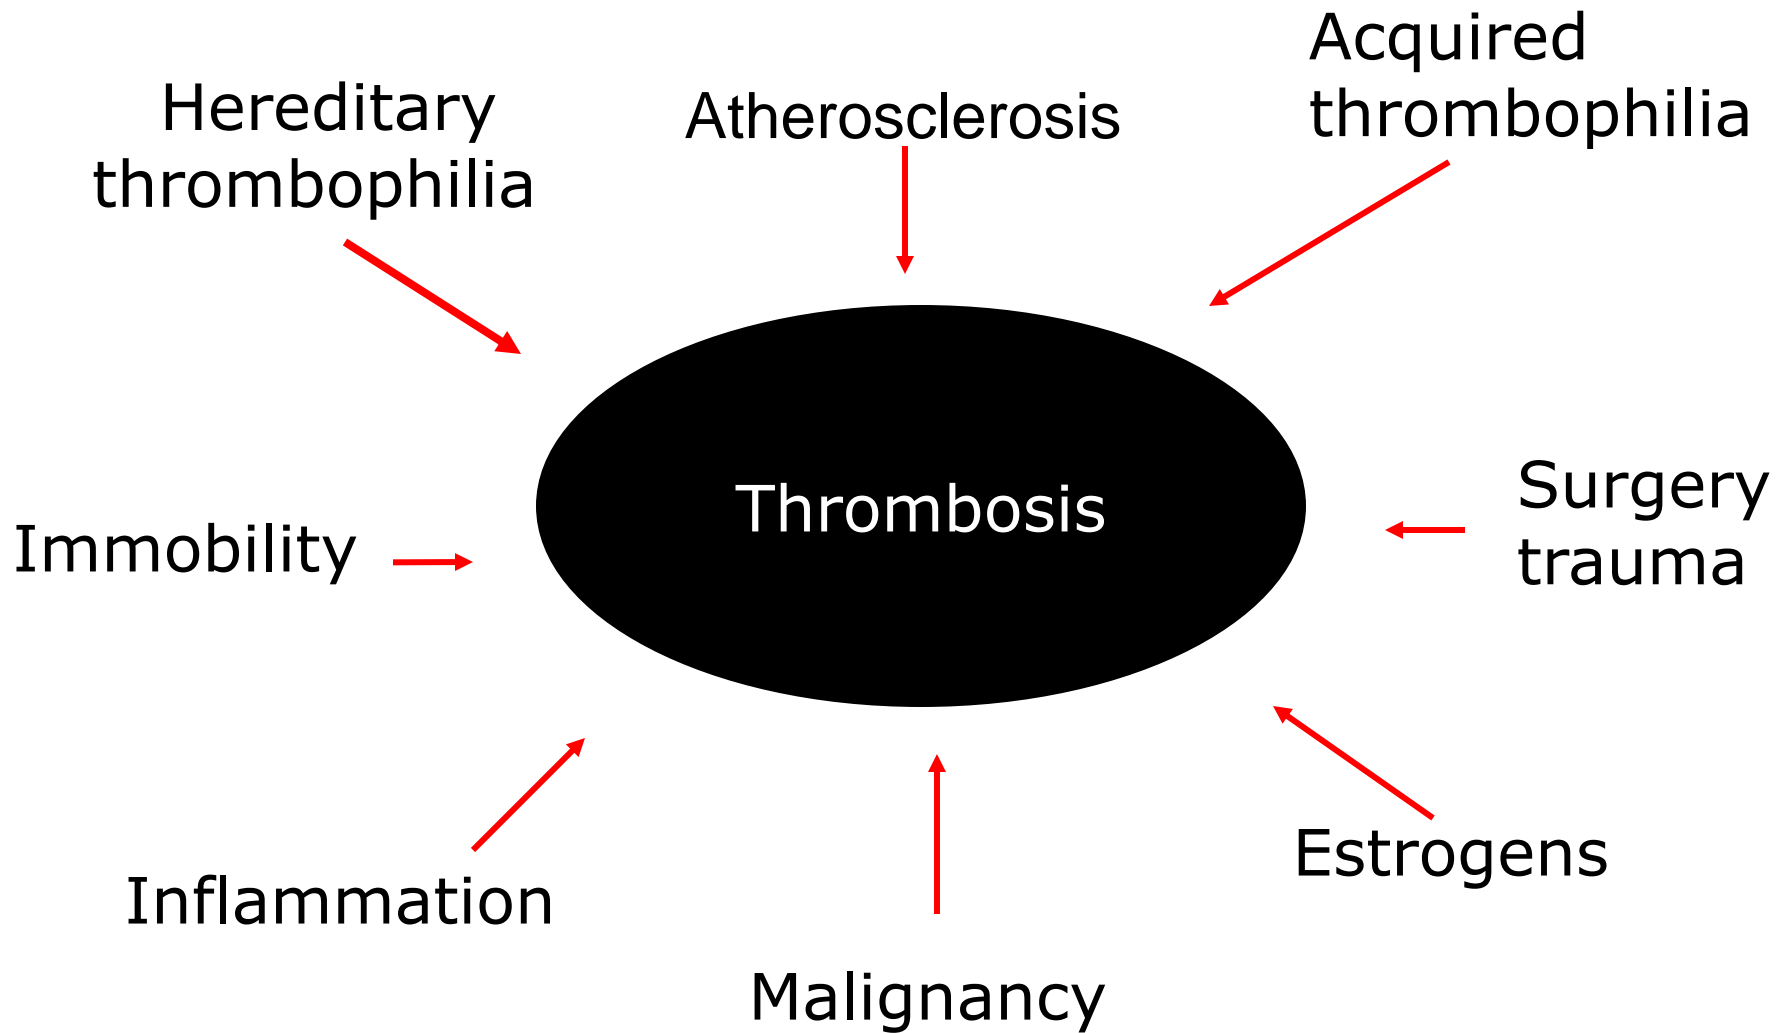 Hereditary
thrombophilia
Atherosclerosis
Acquired
thrombophilia
Immobility
Thrombosis
Surgery
trauma
Inflammation
Malignancy
Estrogens